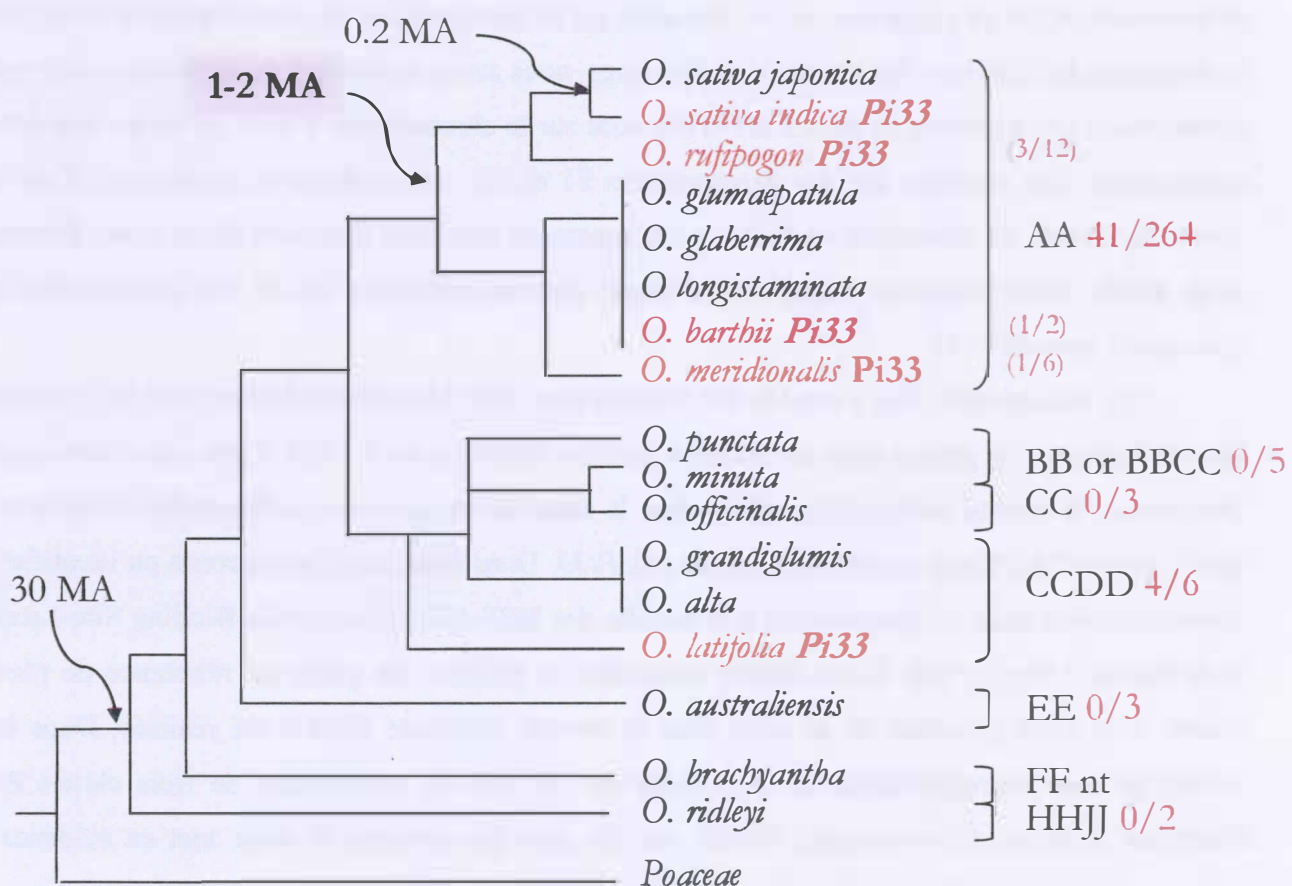 0.2 MA
1-2 MA
O. sativa japonica
O. sativa indica Pi33
O. rufipogon Pi33
(3/12)
O. glumaepatula
O. glaberrima
AA 41/264
O longistaminata
O. barthii Pi33
(1/2)
O. meridionalis Pi33
(1/6)
O. punctata
BB or BBCC 0/5
O. minuta
CC 0/3
O. officinalis
O. grandiglumis
CCDD 4/6
O. alta
30 MA
O. latifolia Pi33
O. australiensis
EE 0/3
O. brachyantha
FF nt
O. ridleyi
HHJJ 0/2
Poaceae